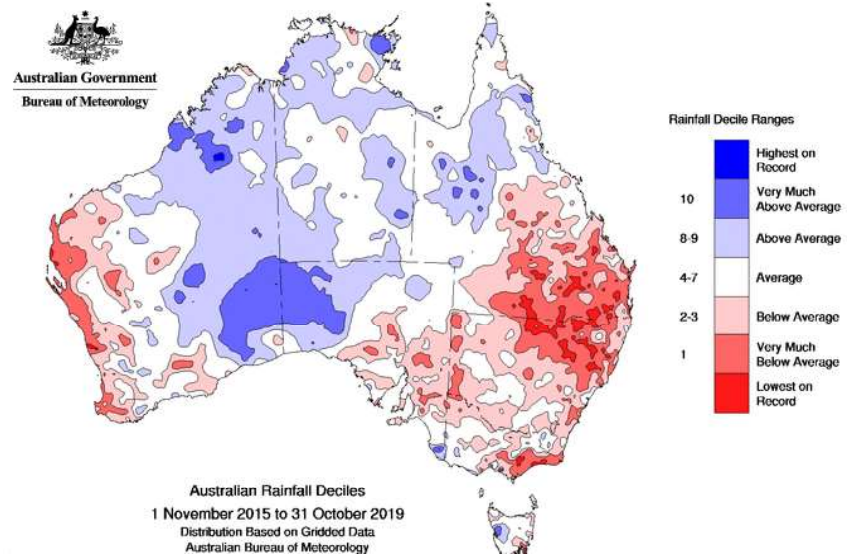 Australian Government
Bureau of Meteorology
Rainfall Decile Ranges
Highest on
Record
10
Very Much
Above Average
8-9
Above Average
4-7
Average
2-3
Below Average
1
Very Much
Below Average
Lowest on
Record
Australian Rainfall Deciles
1 November 2015 to 31 October 2019
Distribution Based on Gridded Data
Australian Bureau of Meteorology